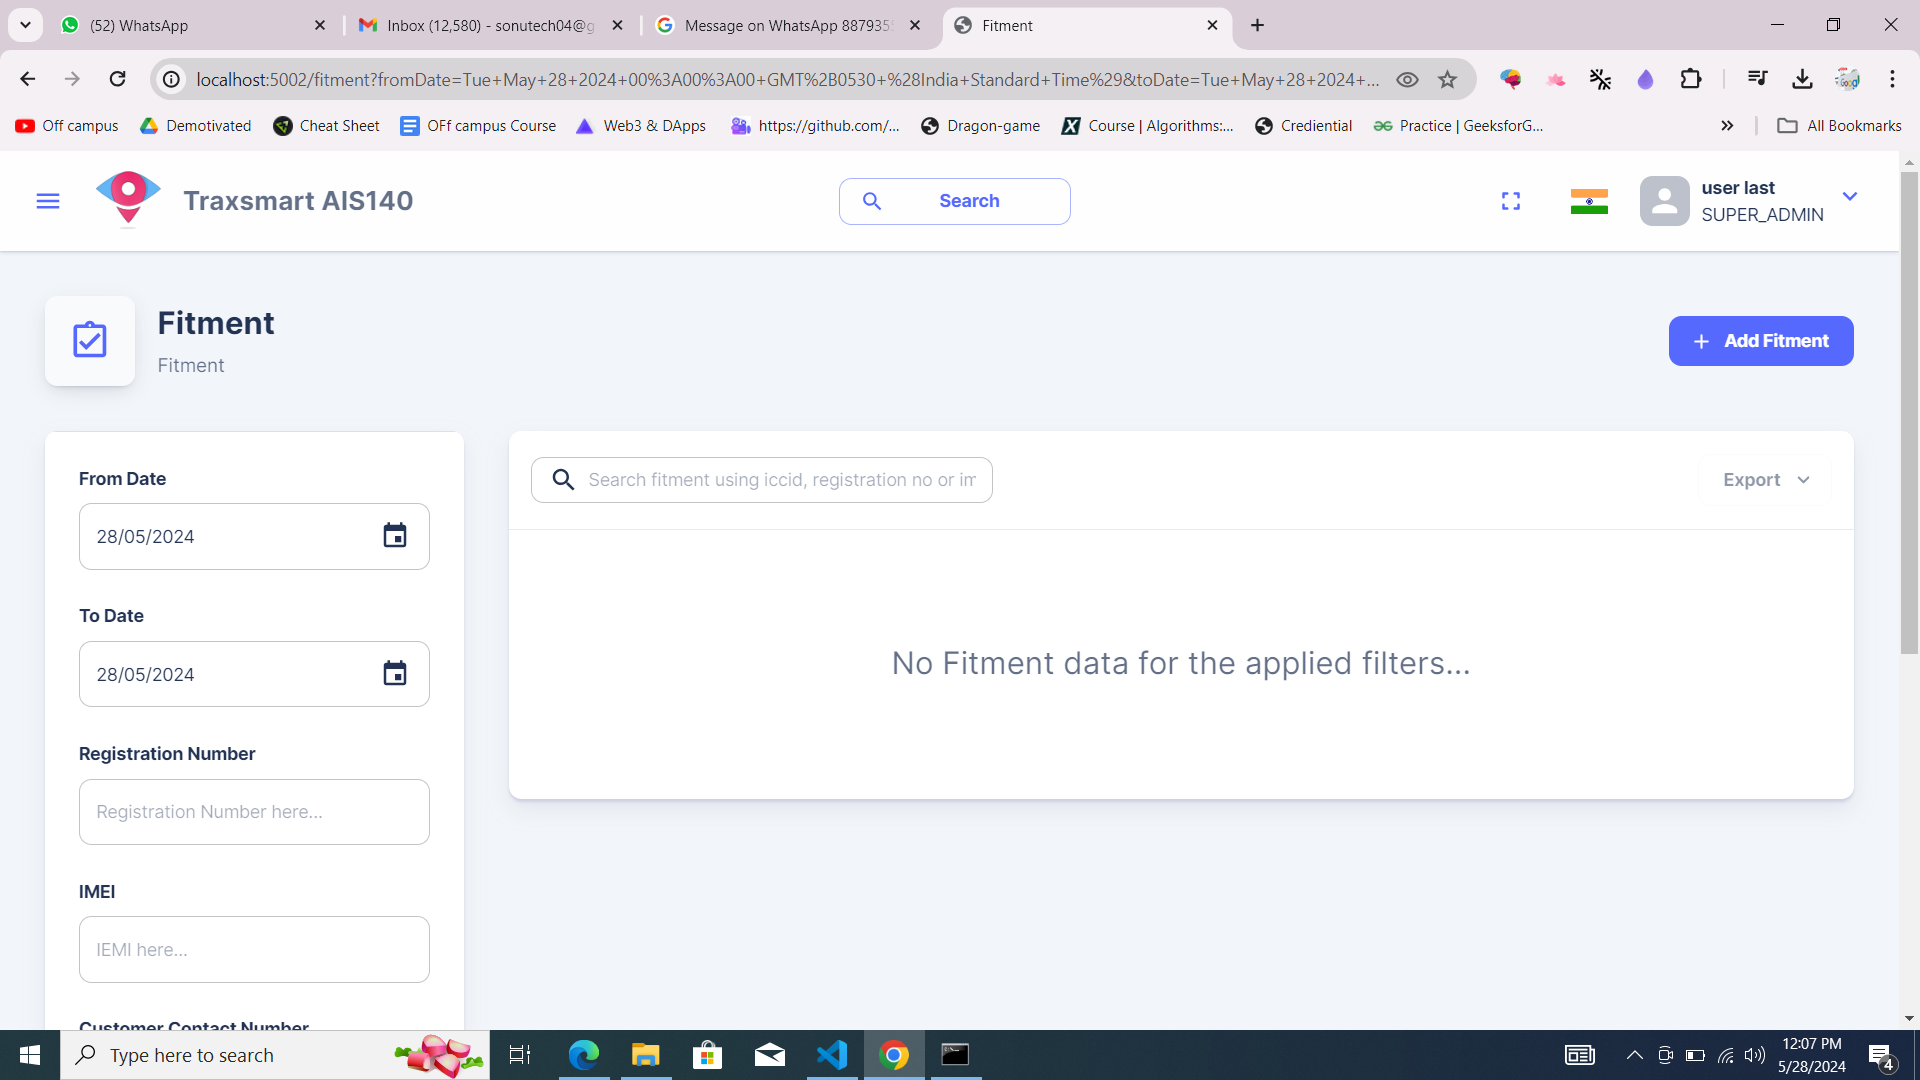 (52) WhatsApp
Inbox (12,580) - sonutech04@g
Message on WhatsApp 887935
Fitment
localhost:5002/fitment?fromDate=Tue+May+28+2024+00%3A00%3A00+GMT%2B0530+%28India+Standard+Time%29&toDate=Tue+May+28+2024+...
Off campus
Demotivated
Cheat Sheet
OFf campus Course
Web3 & DApps
https://github.com/...
Dragon-game
Course | Algorithms:...
Crediential
Practice | GeeksforG...
All Bookmarks
Traxsmart AIS140
Search
user last
SUPER_ADMIN
Fitment
Fitment
Add Fitment
From Date
28/05/2024
To Date
28/05/2024
Registration Number
Registration Number here...
IMEI
IEMI here...
Customer Contact Number
Search fitment using iccid, registration no or im
Export
No Fitment data for the applied filters...
Type here to search
12:07 PM
5/28/2024
4